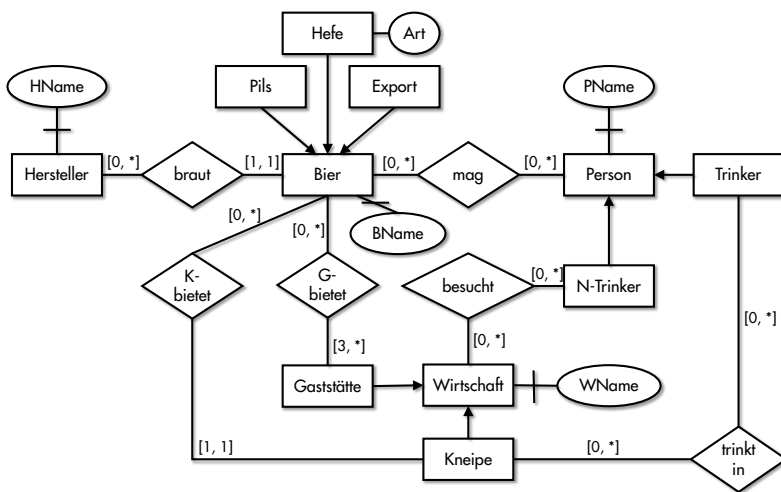 Hefe
Art
HName
Pils
Export
PName
Hersteller
[0, *]
braut
[1, 1]
Bier
[0, *]
mag
[0, *]
Person
Trinker
[0, *]
[0, *]
BName
K-
bietet
G-
bietet
besucht
[0, *]
N-Trinker
[0, *]
[0, *]
[3, *]
Gaststätte
Wirtschaft
WName
[1, 1]
Kneipe
[0, *]
trinkt
in